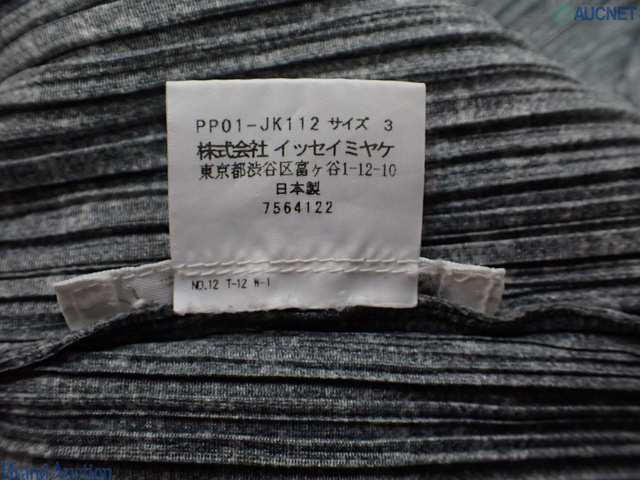 AUCNET
PP01-JK112 サイズ 3
株式会社 イッセイミヤケ
東京都渋谷区富ヶ谷1-12-10
日本製
7564122
NO.12 T-12 W-1
Brand Auction